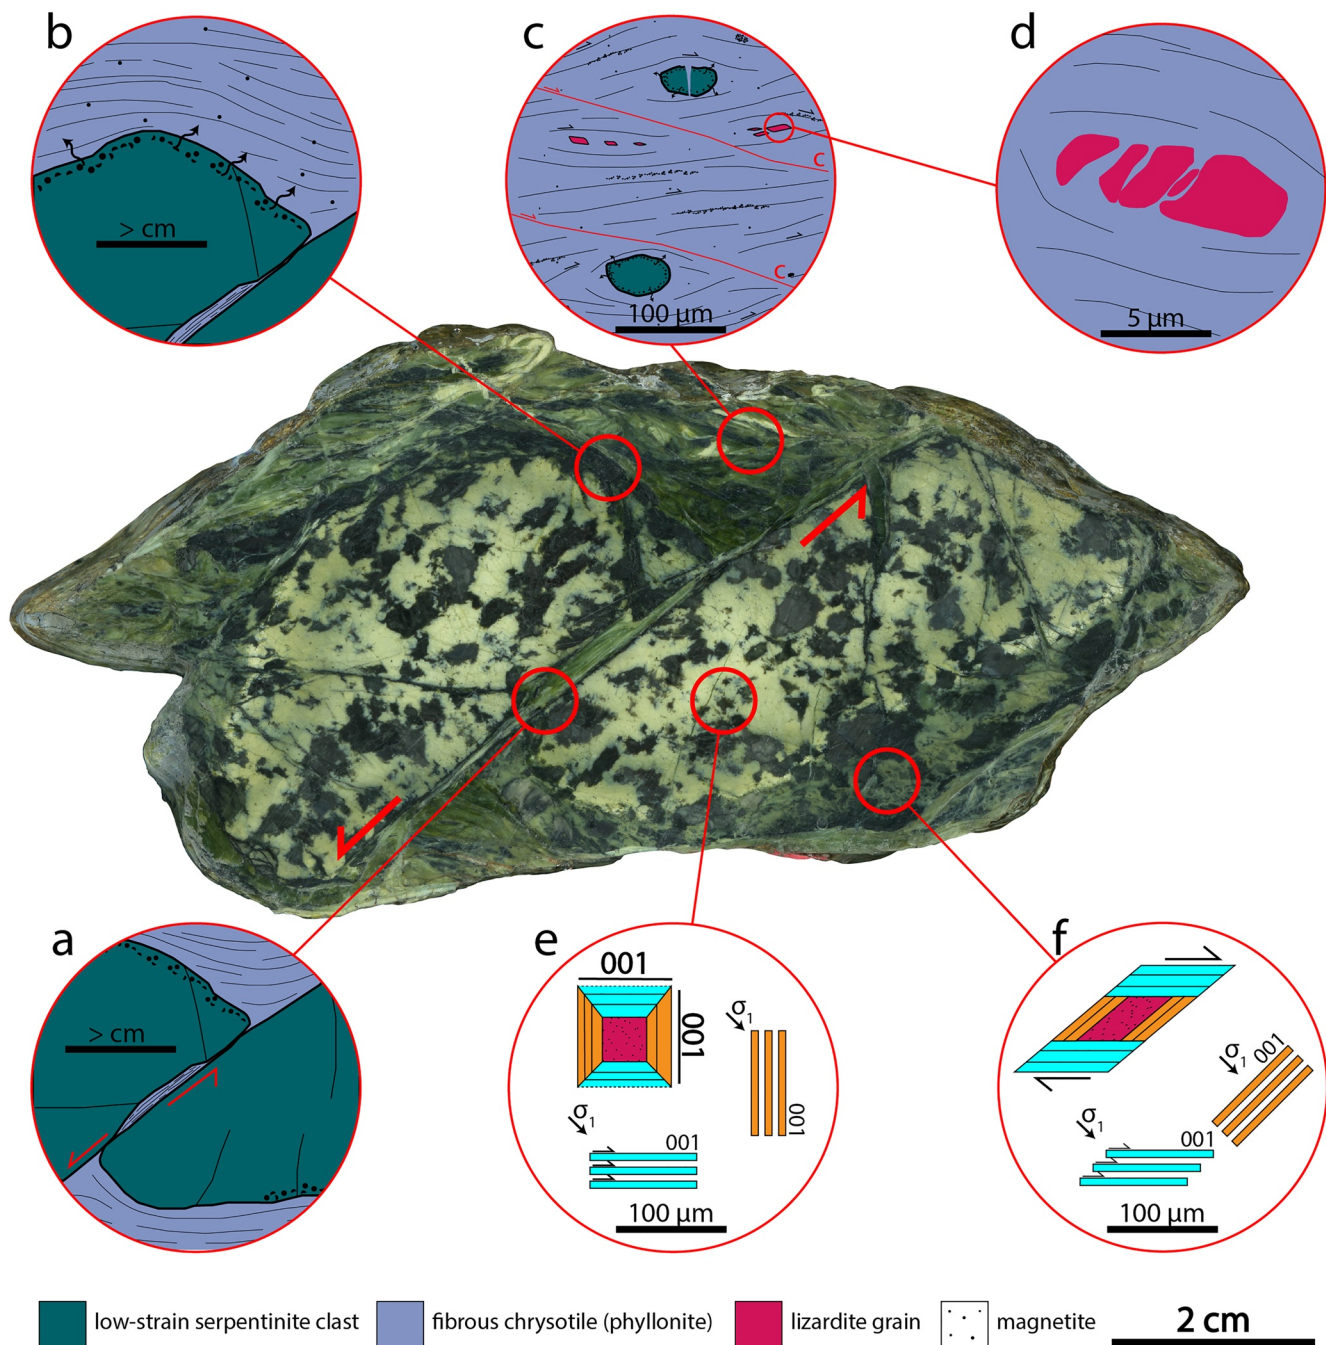 b
> cm
c
C
C
100 µm
d
5 µm
a
> cm
e
001
001
σ1
001
σ1
001
100 µm
f
σ1
001
σ1
001
100 µm
low-strain serpentinite clast
fibrous chrysotile (phyllonite)
lizardite grain
magnetite
2 cm